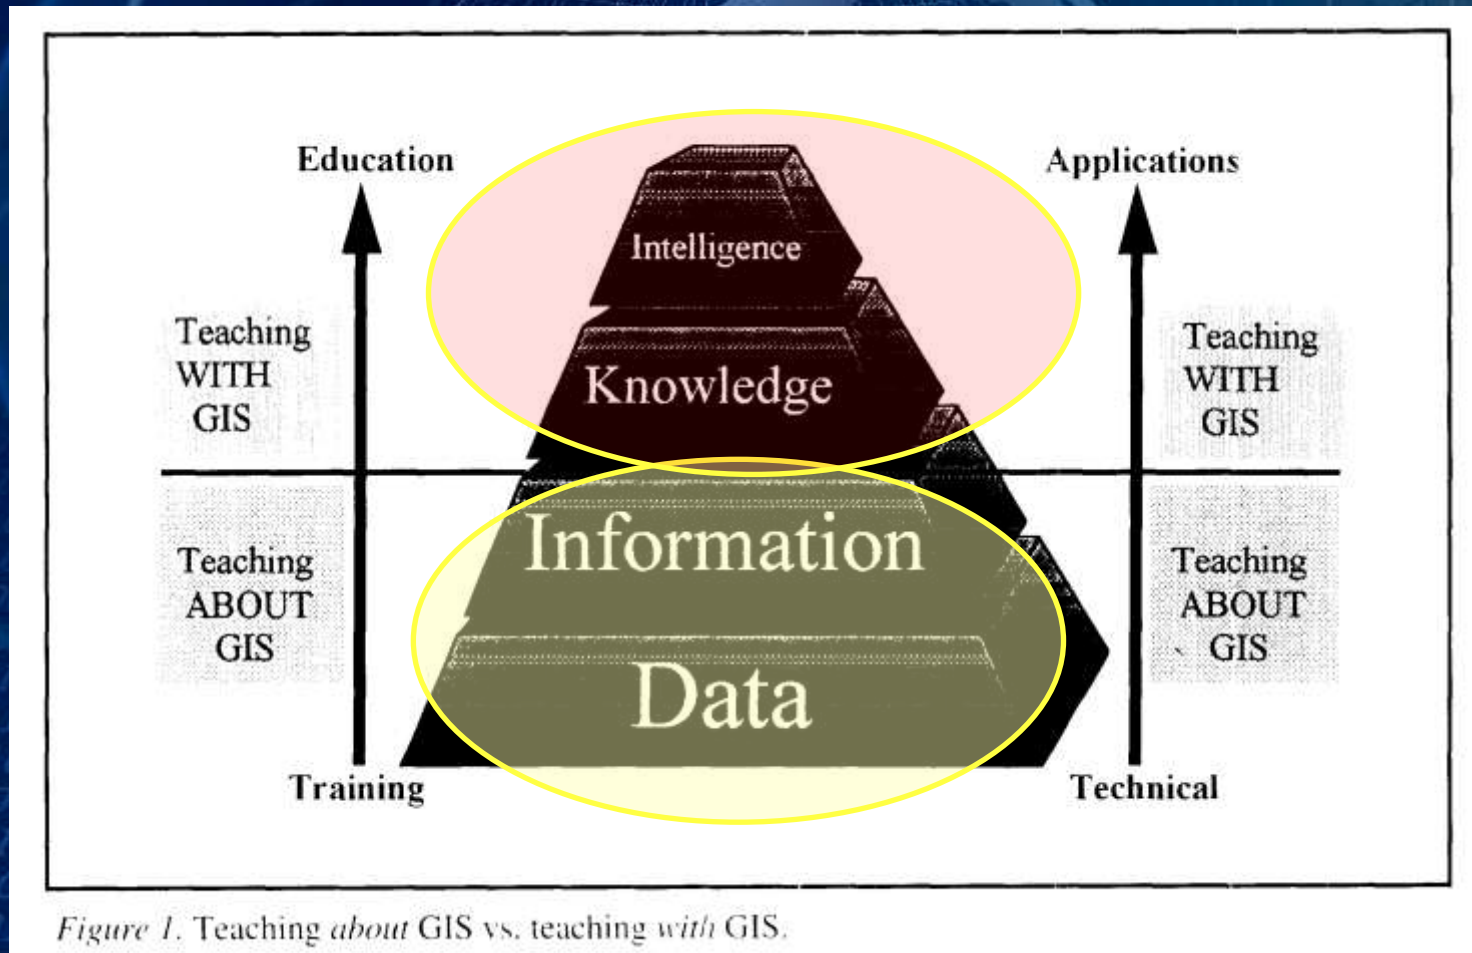 Education
Applications
Intelligence
Teaching
WITH
GIS
Knowledge
Teaching
WITH
GIS
Information
Teaching
ABOUT
GIS
Teaching
ABOUT
GIS
Data
Training
Technical
Figure 1. Teaching about GIS vs. teaching with GIS.